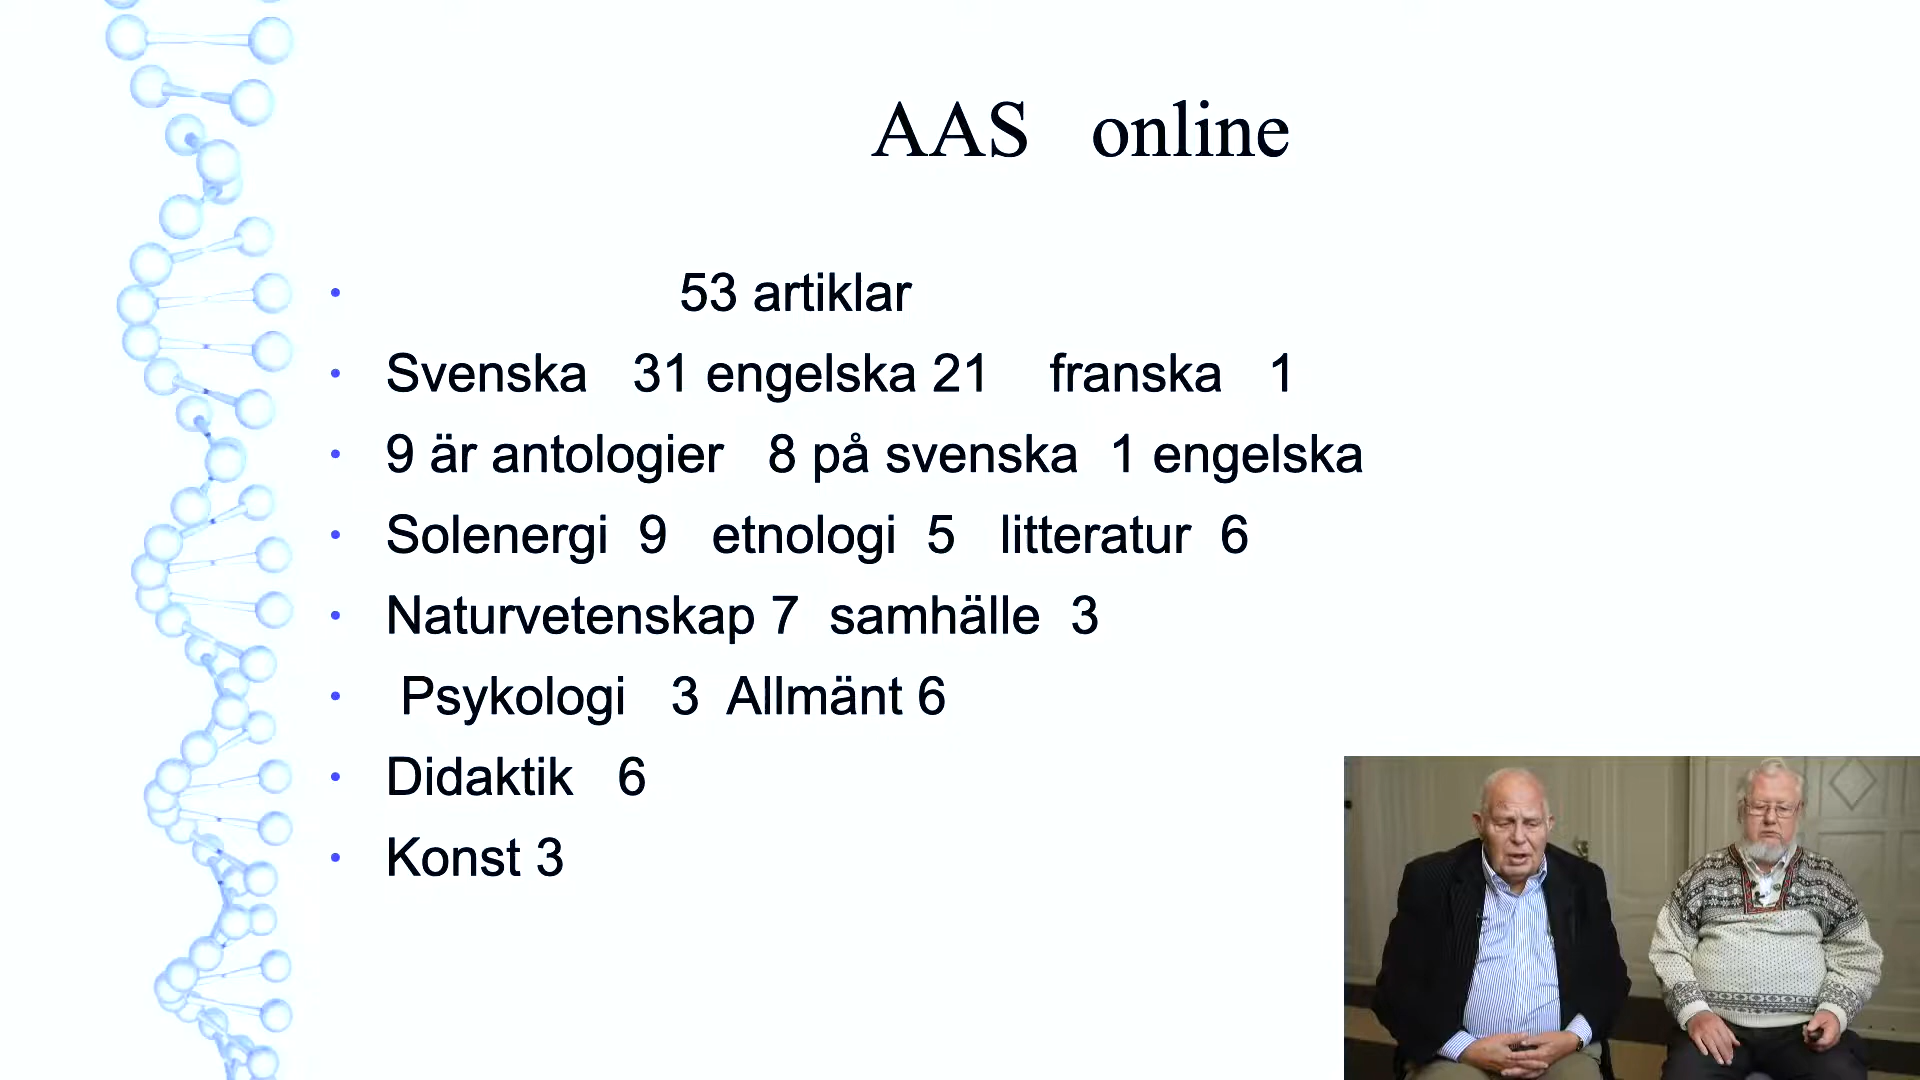 AAS online
53 artiklar
Svenska 31 engelska 21 franska 1
9 är antologier 8 på svenska 1 engelska
Solenergi 9 etnologi 5 litteratur 6
Naturvetenskap 7 samhälle 3
Psykologi 3 Allmänt 6
Didaktik 6
Konst 3